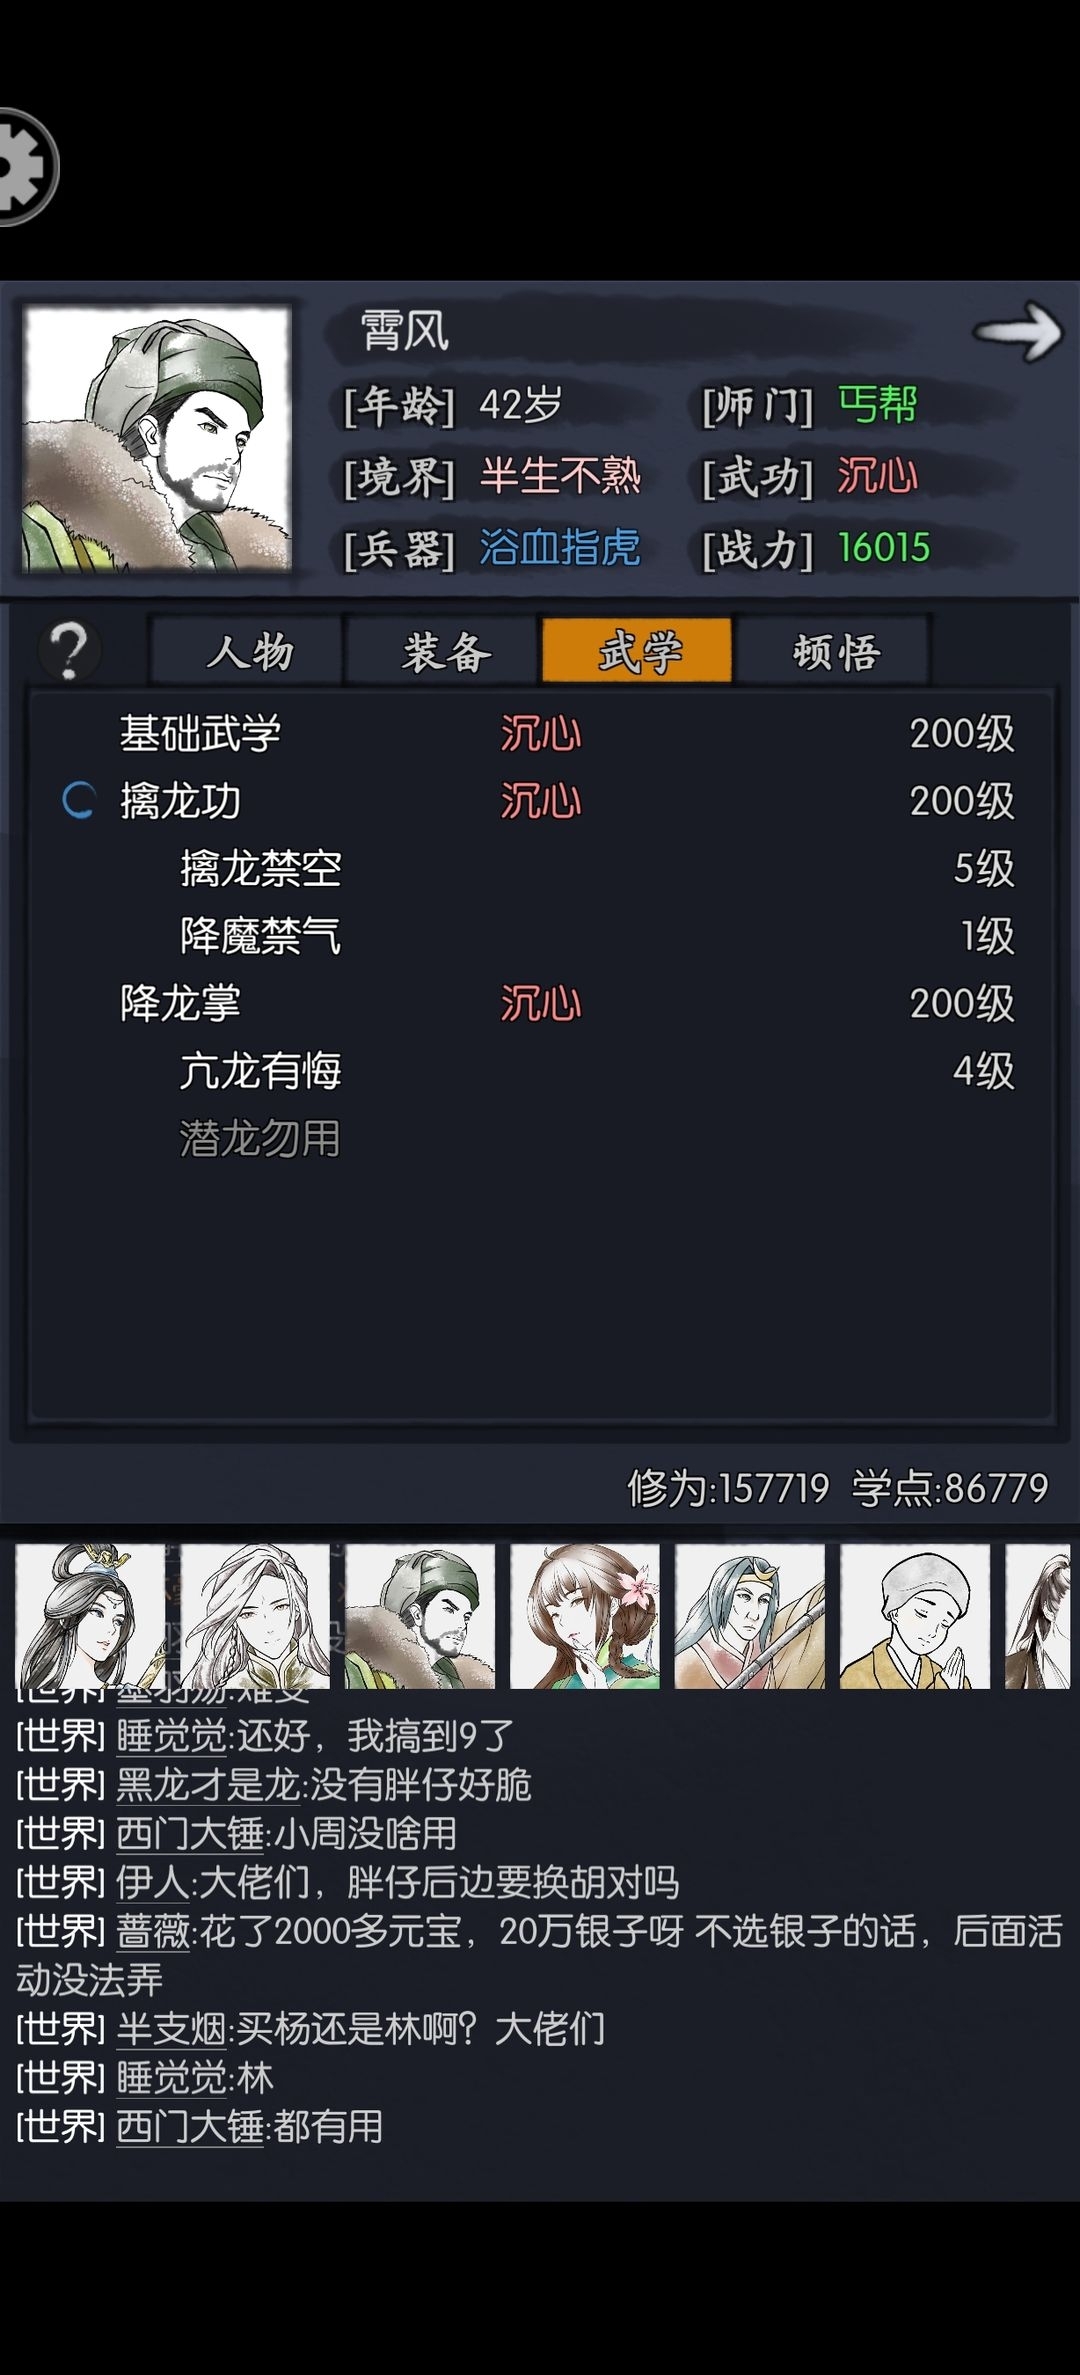 霄风
[年龄] 42岁 [师门] 丐帮
[境界] 半生不熟 [武功] 沉心
[兵器] 浴血指虎 [战力] 16015
? 人物 装备 武学 顿悟
基础武学 沉心 200级
擒龙功 沉心 200级
擒龙禁空 5级
降魔禁气 1级
降龙掌 沉心 200级
亢龙有悔 4级
潜龙勿用
修为:157719 学点:86779
[世界]
[世界] 睡觉觉:还好，我搞到9了
[世界] 黑龙才是龙:没有胖仔好脆
[世界] 西门大锤:小周没啥用
[世界] 伊人:大佬们，胖仔后边要换胡对吗
[世界] 蔷薇:花了2000多元宝，20万银子呀 不选银子的话，后面活
动没法弄
[世界] 半支烟:买杨还是林啊？大佬们
[世界] 睡觉觉:林
[世界] 西门大锤:都有用